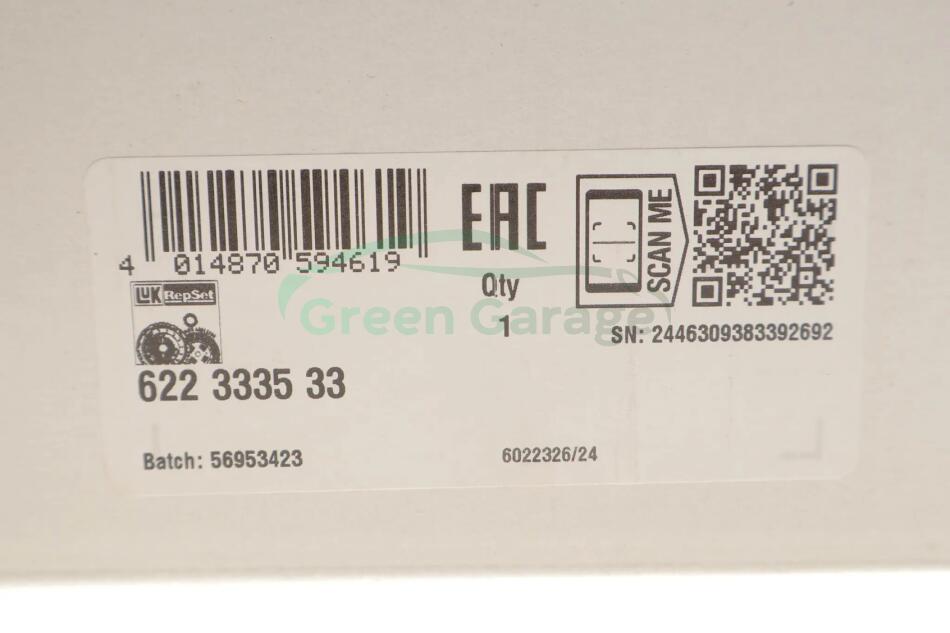 4 014870 594619
EAC
SCAN ME
Qty
1
SN: 2446309383392692
LuK RepSet
622 3335 33
Batch: 56953423
6022326/24
Green Garage